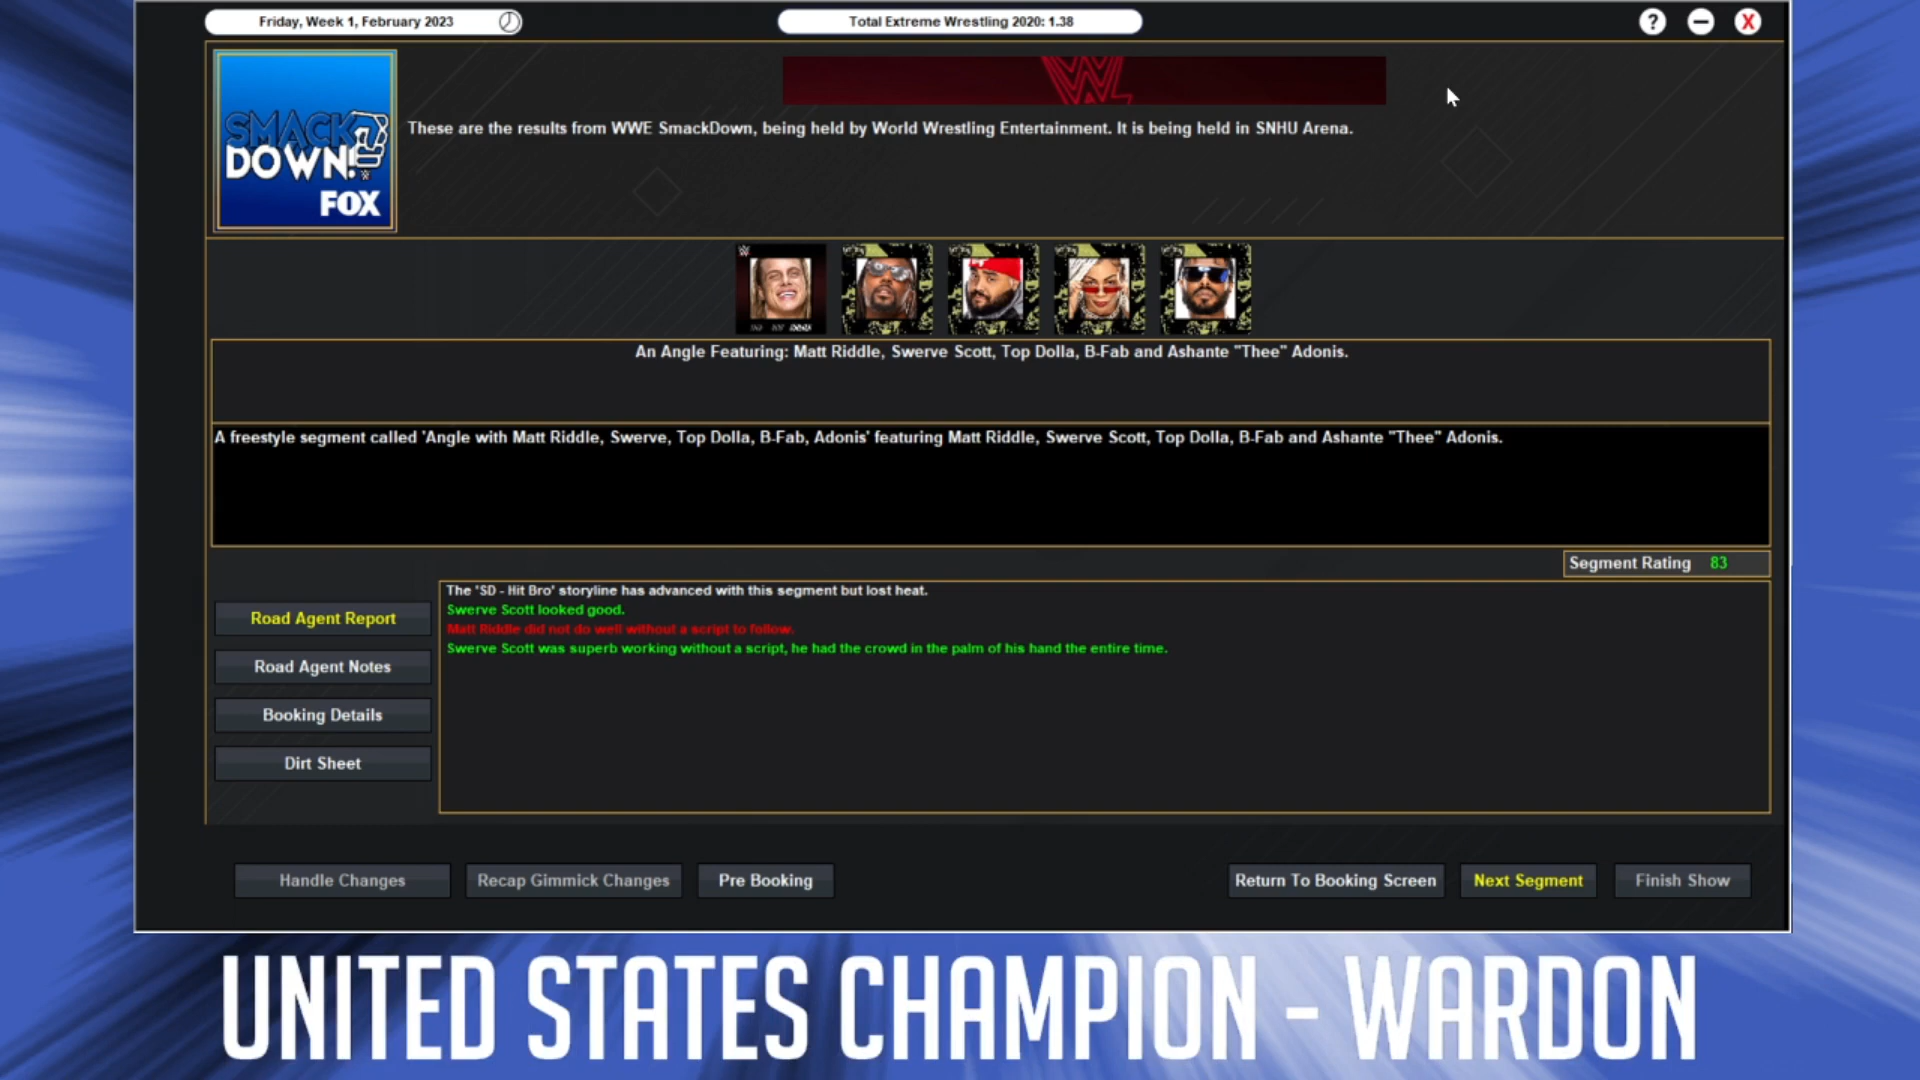 Friday, Week 1, February 2023
Total Extreme Wrestling 2020: 1.38
?
X
SMACK
DOWN!
FOX
These are the results from WWE SmackDown, being held by World Wrestling Entertainment. It is being held in SNHU Arena.
An Angle Featuring: Matt Riddle, Swerve Scott, Top Dolla, B-Fab and Ashante "Thee" Adonis.
A freestyle segment called 'Angle with Matt Riddle, Swerve, Top Dolla, B-Fab, Adonis' featuring Matt Riddle, Swerve Scott, Top Dolla, B-Fab and Ashante "Thee" Adonis.
Segment Rating 83
Road Agent Report
Road Agent Notes
Booking Details
Dirt Sheet
The 'SD - Hit Bro' storyline has advanced with this segment but lost heat.
Swerve Scott looked good.
Matt Riddle did not do well without a script to follow.
Swerve Scott was superb working without a script, he had the crowd in the palm of his hand the entire time.
Handle Changes
Recap Gimmick Changes
Pre Booking
Return To Booking Screen
Next Segment
Finish Show
UNITED STATES CHAMPION - WARDON